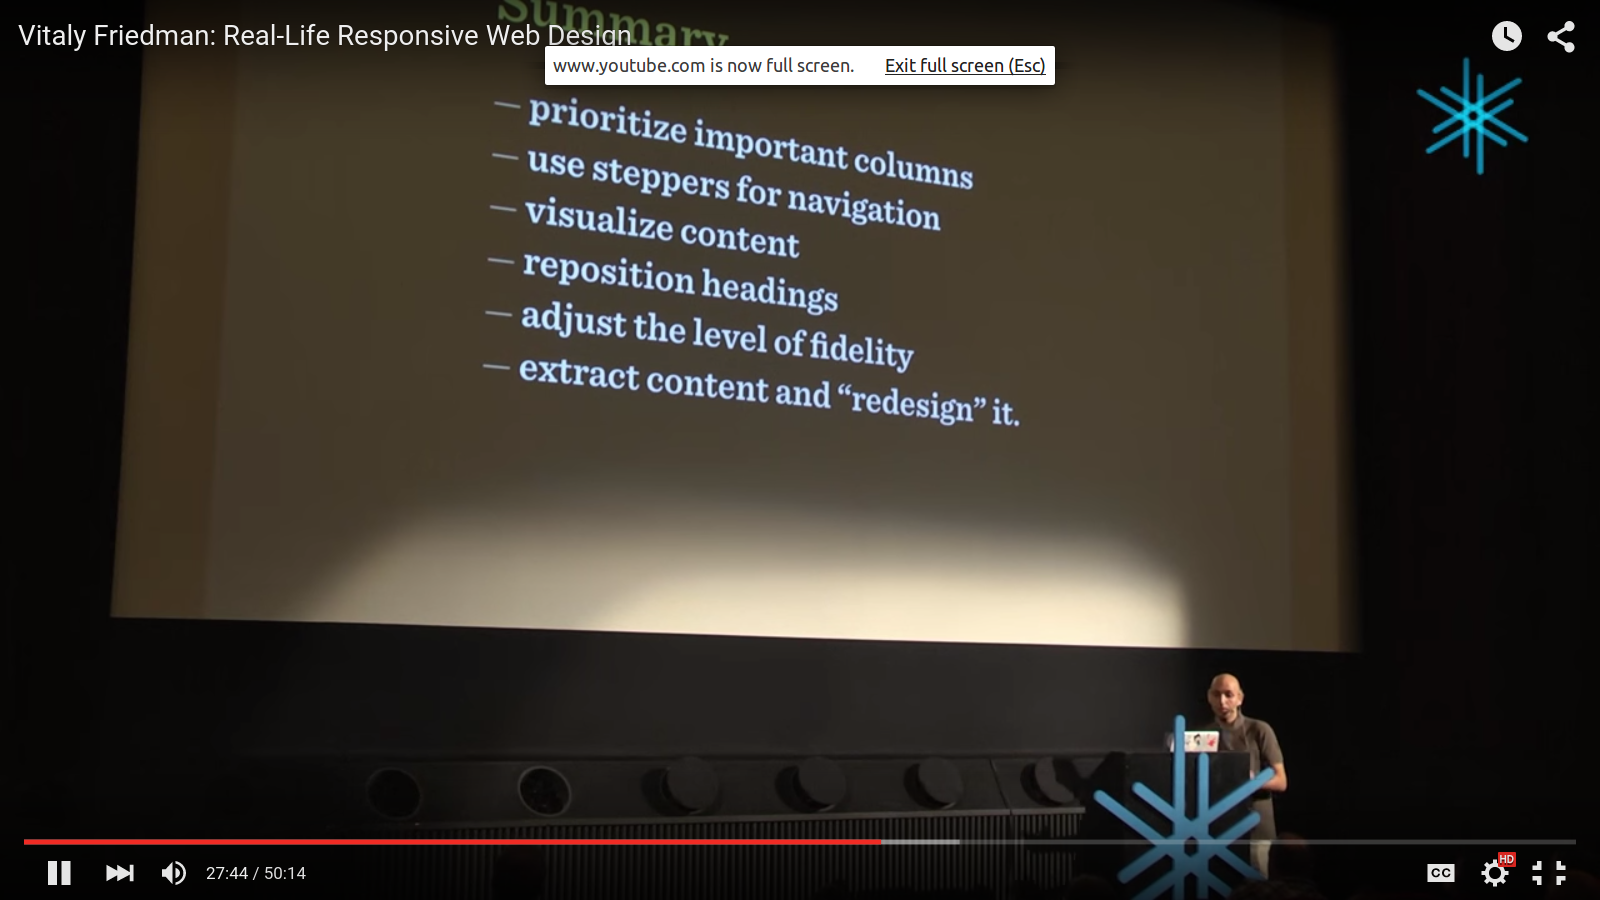 Summary
Vitaly Friedman: Real-Life Responsive Web Design
www.youtube.com is now full screen. Exit full screen (Esc)
— prioritize important columns
— use steppers for navigation
— visualize content
— reposition headings
— adjust the level of fidelity
— extract content and “redesign” it.
27:44 / 50:14
CC
HD